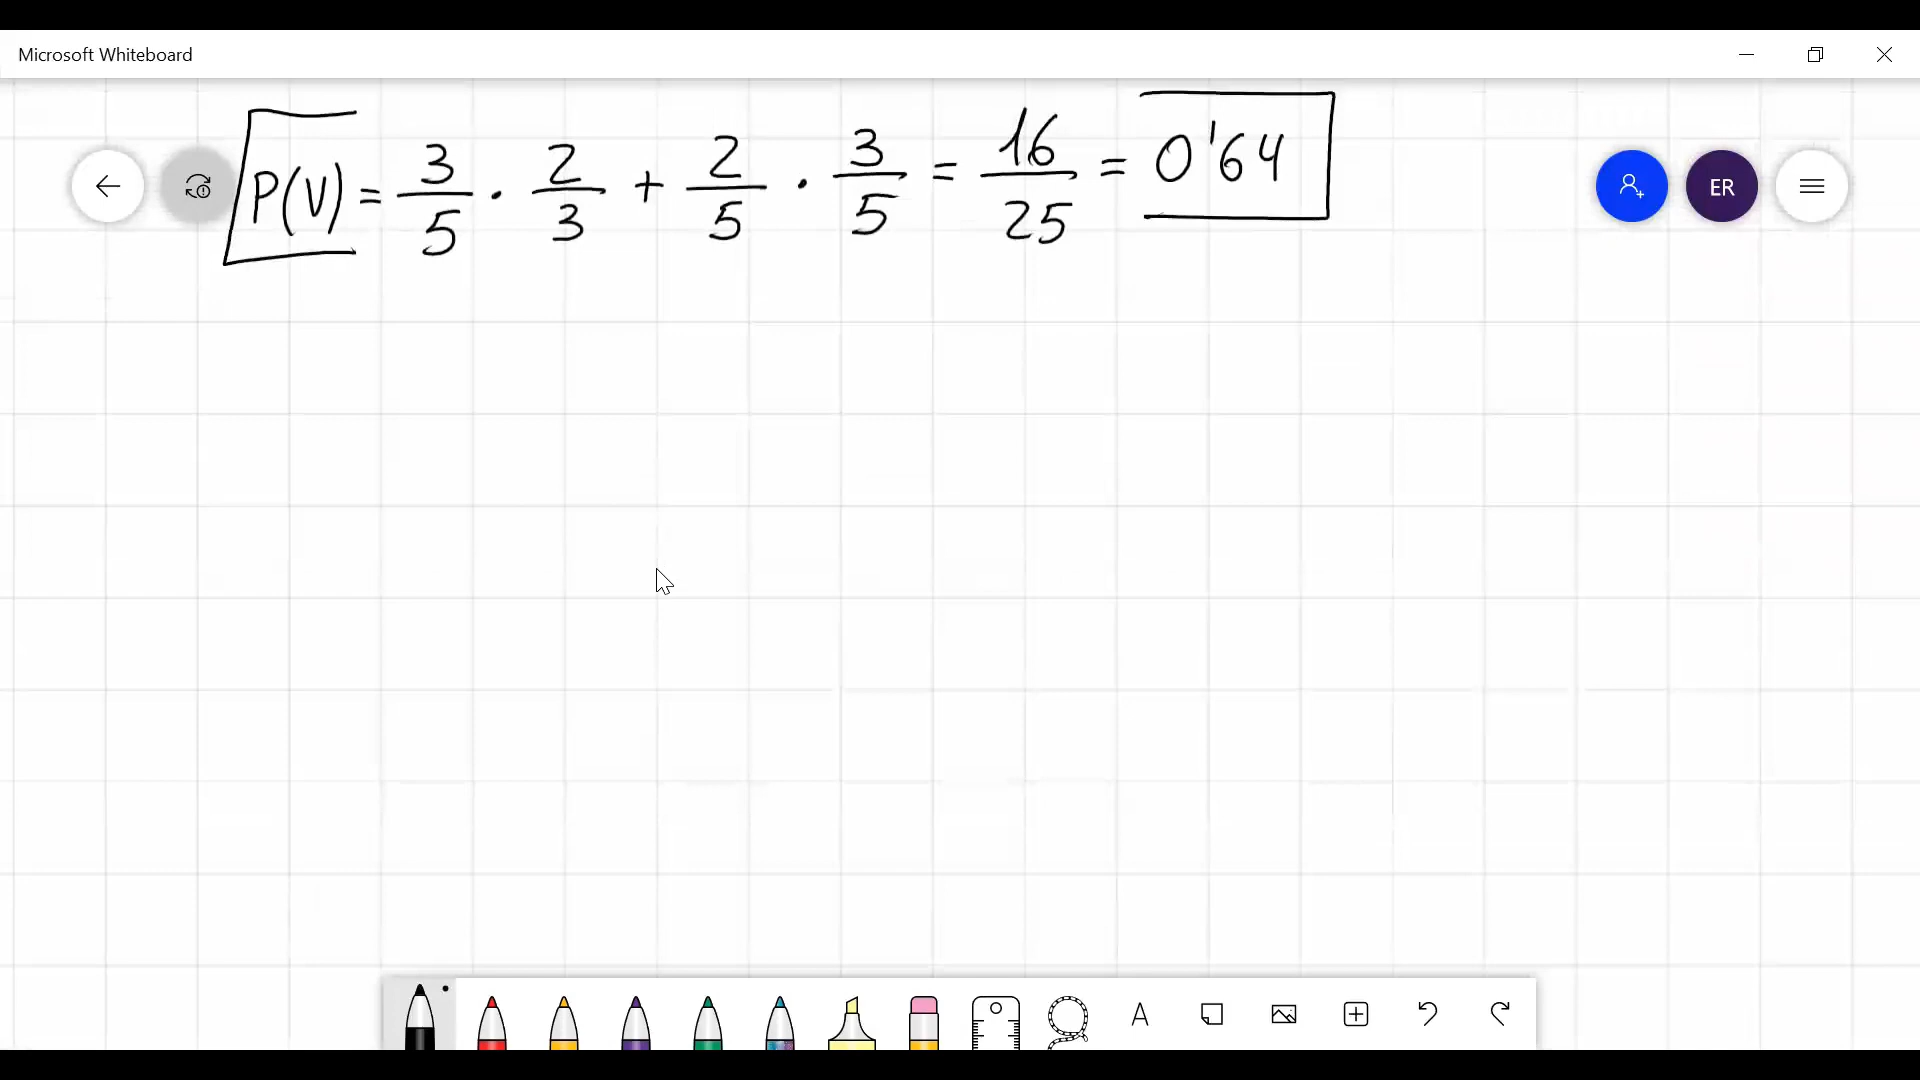 Microsoft Whiteboard
P(V) = 3/5 · 2/3 + 2/5 · 3/5 = 16/25 = 0'64
ER
A